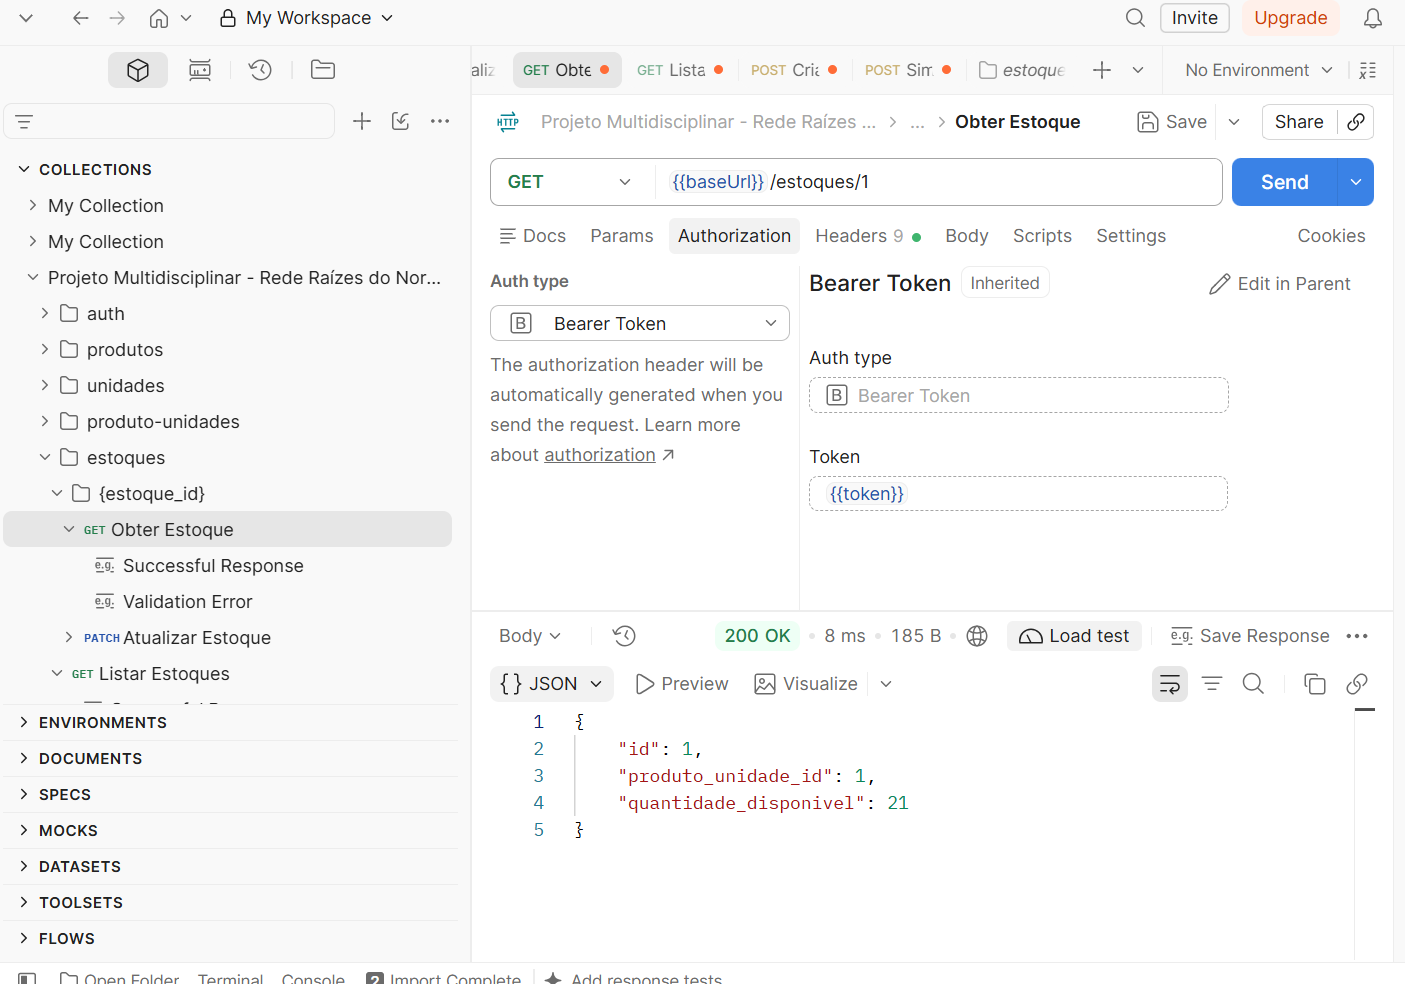 My Workspace
Invite
Upgrade
GET Obte
GET Lista
POST Cria
POST Sim
estoque
No Environment
HTTP
Projeto Multidisciplinar - Rede Raízes ... > ... > Obter Estoque
Save
Share
COLLECTIONS
My Collection
My Collection
Projeto Multidisciplinar - Rede Raízes do Nor...
auth
produtos
unidades
produto-unidades
estoques
{estoque_id}
GET Obter Estoque
e.g. Successful Response
e.g. Validation Error
PATCH Atualizar Estoque
GET Listar Estoques
ENVIRONMENTS
DOCUMENTS
SPECS
MOCKS
DATASETS
TOOLSETS
FLOWS
GET
{{baseUrl}} /estoques/1
Send
Docs
Params
Authorization
Headers 9
Body
Scripts
Settings
Cookies
Auth type
B Bearer Token
The authorization header will be
automatically generated when you
send the request. Learn more
about authorization
Bearer Token
Inherited
Edit in Parent
Auth type
B Bearer Token
Token
{{token}}
Body
200 OK
8 ms
185 B
Load test
e.g. Save Response
{} JSON
Preview
Visualize
1 {
2 "id": 1,
3 "produto_unidade_id": 1,
4 "quantidade_disponivel": 21
5 }
Open Folder
Terminal
Console
2 Import Complete
Add response tests